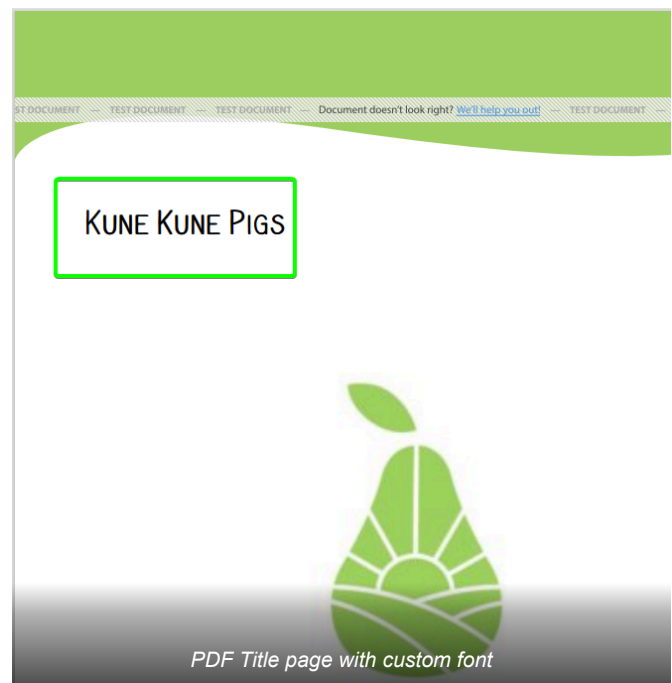 ST DOCUMENT — TEST DOCUMENT — TEST DOCUMENT — Document doesn't look right? We'll help you out! — TEST DOCUMENT —
KUNE KUNE PIGS
PDF Title page with custom font